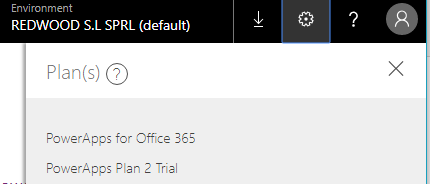 Environment
REDWOOD S.L SPRL (default)
Plan(s) ?
PowerApps for Office 365
PowerApps Plan 2 Trial